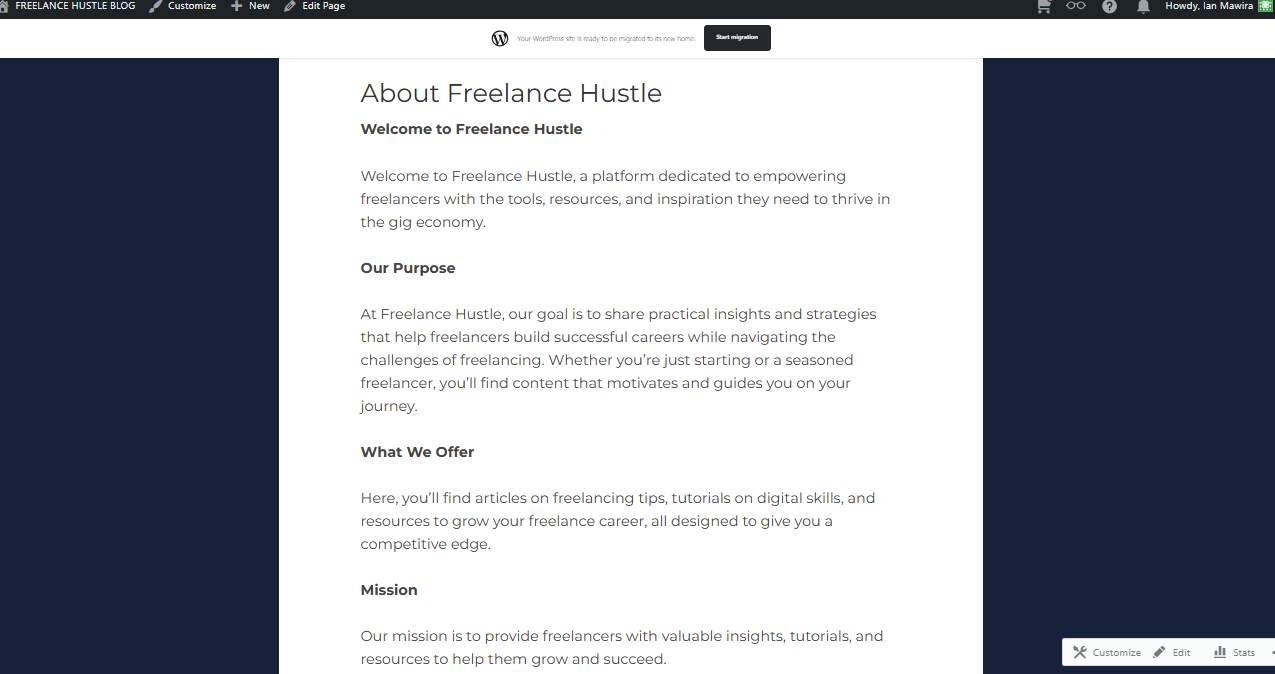 FREELANCE HUSTLE BLOG Customize New Edit Page Howdy, Ian Mawira
Your WordPress site is ready to be migrated to its new home. Start migration
About Freelance Hustle
Welcome to Freelance Hustle
Welcome to Freelance Hustle, a platform dedicated to empowering
freelancers with the tools, resources, and inspiration they need to thrive in
the gig economy.
Our Purpose
At Freelance Hustle, our goal is to share practical insights and strategies
that help freelancers build successful careers while navigating the
challenges of freelancing. Whether you’re just starting or a seasoned
freelancer, you’ll find content that motivates and guides you on your
journey.
What We Offer
Here, you’ll find articles on freelancing tips, tutorials on digital skills, and
resources to grow your freelance career, all designed to give you a
competitive edge.
Mission
Our mission is to provide freelancers with valuable insights, tutorials, and
resources to help them grow and succeed.
Customize Edit Stats